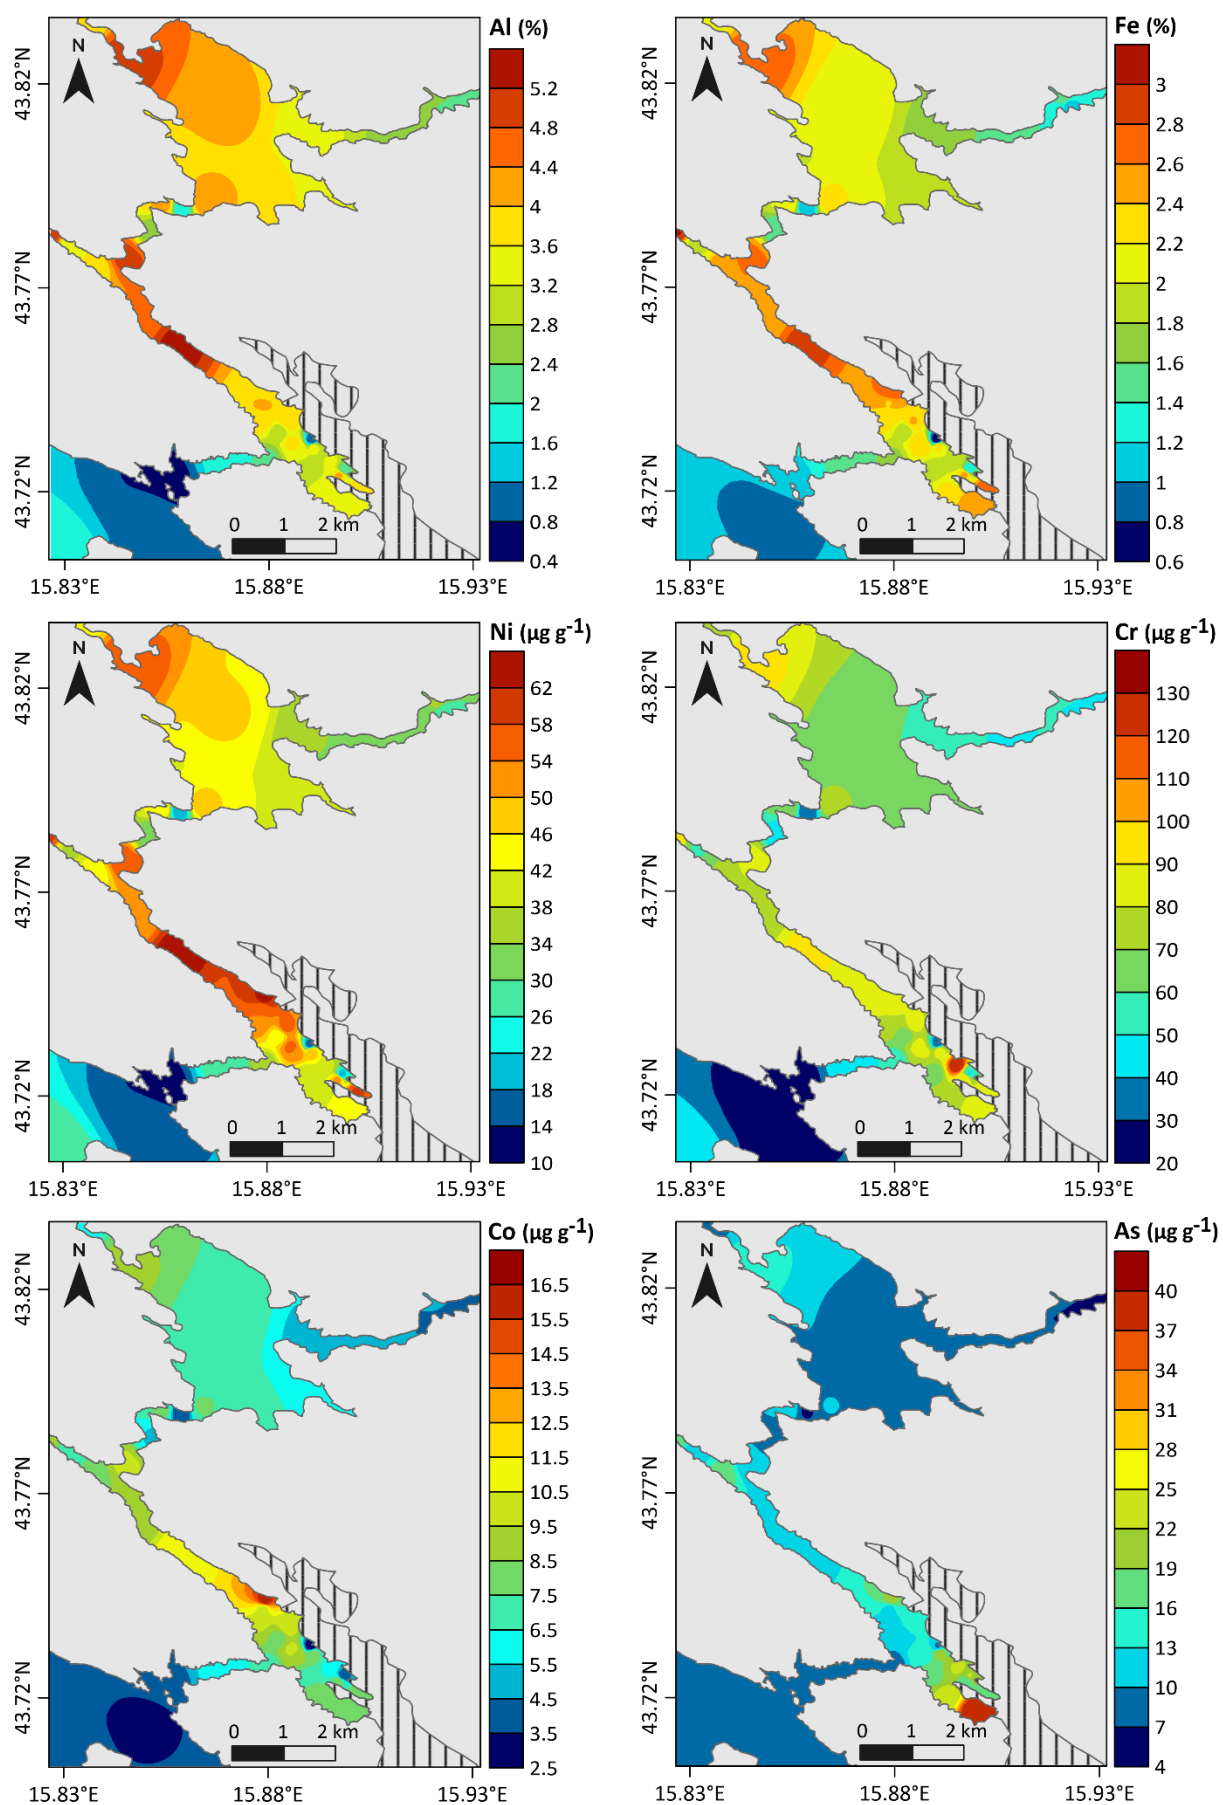 Al (%)
N
43.82°N
43.77°N
43.72°N
5.2
4.8
4.4
4
3.6
3.2
2.8
2.4
2
1.6
1.2
0.8
0.4
0 1 2 km
15.83°E 15.88°E 15.93°E
Fe (%)
N
43.82°N
43.77°N
43.72°N
3
2.8
2.6
2.4
2.2
2
1.8
1.6
1.4
1.2
1
0.8
0.6
0 1 2 km
15.83°E 15.88°E 15.93°E
Ni (µg g-1)
N
43.82°N
43.77°N
43.72°N
62
58
54
50
46
42
38
34
30
26
22
18
14
10
0 1 2 km
15.83°E 15.88°E 15.93°E
Cr (µg g-1)
N
43.82°N
43.77°N
43.72°N
130
120
110
100
90
80
70
60
50
40
30
20
0 1 2 km
15.83°E 15.88°E 15.93°E
Co (µg g-1)
N
43.82°N
43.77°N
43.72°N
16.5
15.5
14.5
13.5
12.5
11.5
10.5
9.5
8.5
7.5
6.5
5.5
4.5
3.5
2.5
0 1 2 km
15.83°E 15.88°E 15.93°E
As (µg g-1)
N
43.82°N
43.77°N
43.72°N
40
37
34
31
28
25
22
19
16
13
10
7
4
0 1 2 km
15.83°E 15.88°E 15.93°E